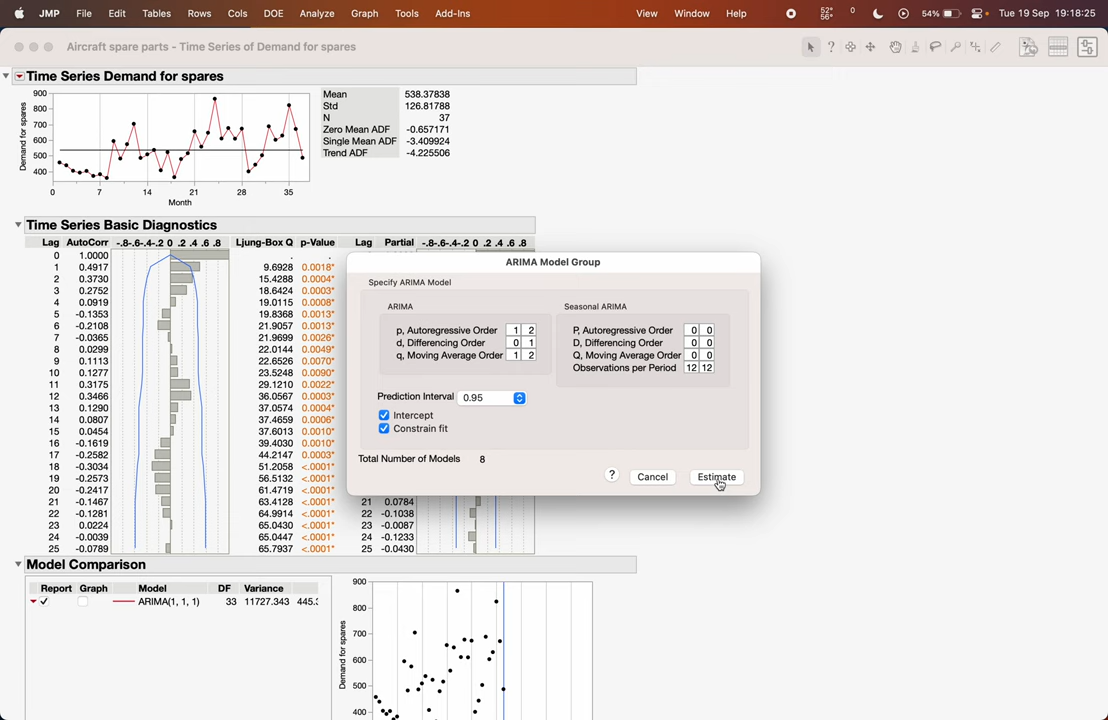 JMP File Edit Tables Rows Cols DOE Analyze Graph Tools Add-Ins View Window Help 52° 56° 0 54% Tue 19 Sep 19:18:25
Aircraft spare parts - Time Series of Demand for spares
Time Series Demand for spares
Demand for spares
900
800
700
600
500
400
0 7 14 21 28 35
Month
Mean 538.37838
Std 126.81788
N 37
Zero Mean ADF -0.657171
Single Mean ADF -3.409924
Trend ADF -4.225506
Time Series Basic Diagnostics
Lag AutoCorr -.8-.6-.4-.2 0 .2 .4 .6 .8 Ljung-Box Q p-Value Lag Partial -.8-.6-.4-.2 0 .2 .4 .6 .8
0 1.0000 . .
1 0.4917 9.6928 0.0018*
2 0.3730 15.4288 0.0004*
3 0.2752 18.6424 0.0003*
4 0.0919 19.0115 0.0008*
5 -0.1353 19.8368 0.0013*
6 -0.2108 21.9057 0.0013*
7 -0.0365 21.9699 0.0026*
8 0.0299 22.0144 0.0049*
9 0.1113 22.6526 0.0070*
10 0.1277 23.5248 0.0090*
11 0.3175 29.1210 0.0022*
12 0.3466 36.0567 0.0003*
13 0.1290 37.0574 0.0004*
14 0.0807 37.4659 0.0006*
15 0.0454 37.6013 0.0010*
16 -0.1619 39.4030 0.0010*
17 -0.2582 44.2147 0.0003*
18 -0.3034 51.2058 <.0001*
19 -0.2573 56.5132 <.0001*
20 -0.2417 61.4719 <.0001*
21 -0.1467 63.4128 <.0001* 21 0.0784
22 -0.1281 64.9914 <.0001* 22 -0.1038
23 0.0224 65.0430 <.0001* 23 -0.0087
24 -0.0039 65.0447 <.0001* 24 -0.1233
25 -0.0789 65.7937 <.0001* 25 -0.0430
ARIMA Model Group
Specify ARIMA Model
ARIMA
p, Autoregressive Order 1 2
d, Differencing Order 0 1
q, Moving Average Order 1 2
Seasonal ARIMA
P, Autoregressive Order 0 0
D, Differencing Order 0 0
Q, Moving Average Order 0 0
Observations per Period 12 12
Prediction Interval 0.95
Intercept
Constrain fit
Total Number of Models 8
? Cancel Estimate
Model Comparison
Report Graph Model DF Variance
ARIMA(1, 1, 1) 33 11727.343 445.:
Demand for spares
900
800
700
600
500
400